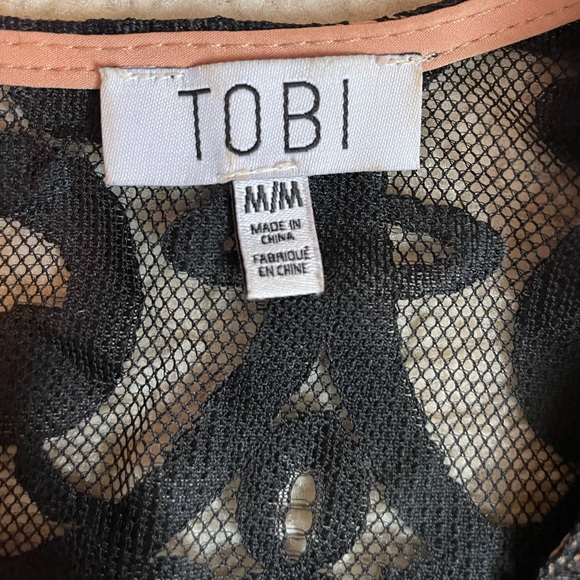 TOBI
M/M
MADE IN
CHINA
FABRIQUÉ
EN CHINE